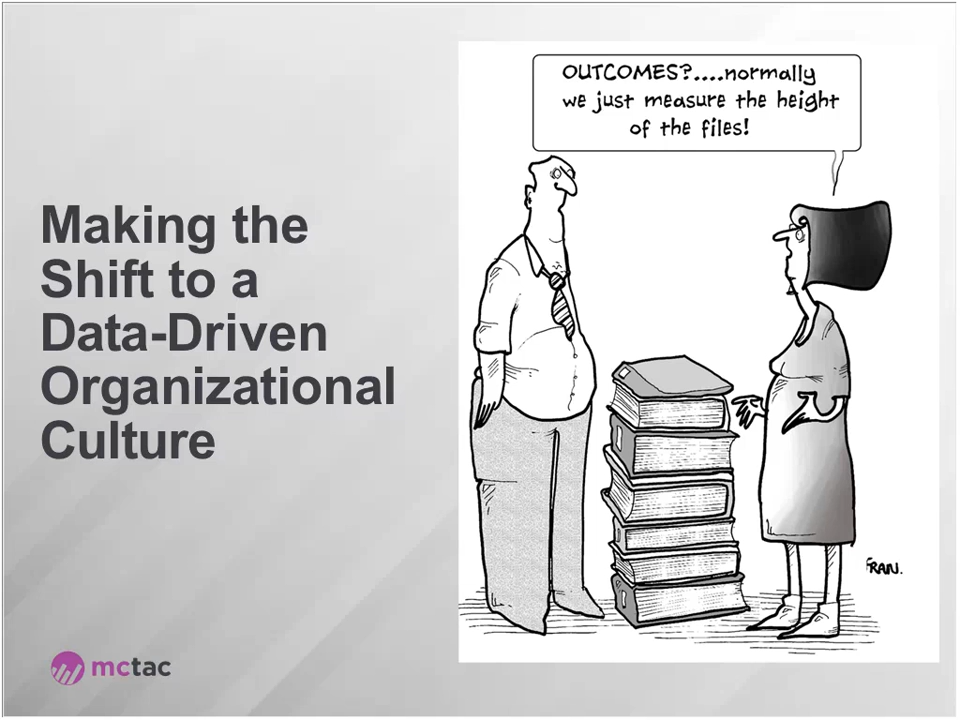 Making the
Shift to a
Data-Driven
Organizational
Culture
OUTCOMES?....normally
we just measure the height
of the files!
FRAN.
mctac